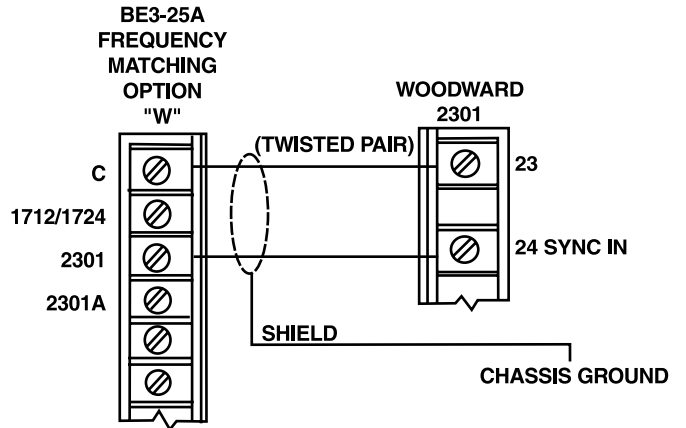 BE3-25A
FREQUENCY
MATCHING
OPTION
"W"
WOODWARD
2301
(TWISTED PAIR)
C
23
1712/1724
2301
24 SYNC IN
2301A
SHIELD
CHASSIS GROUND